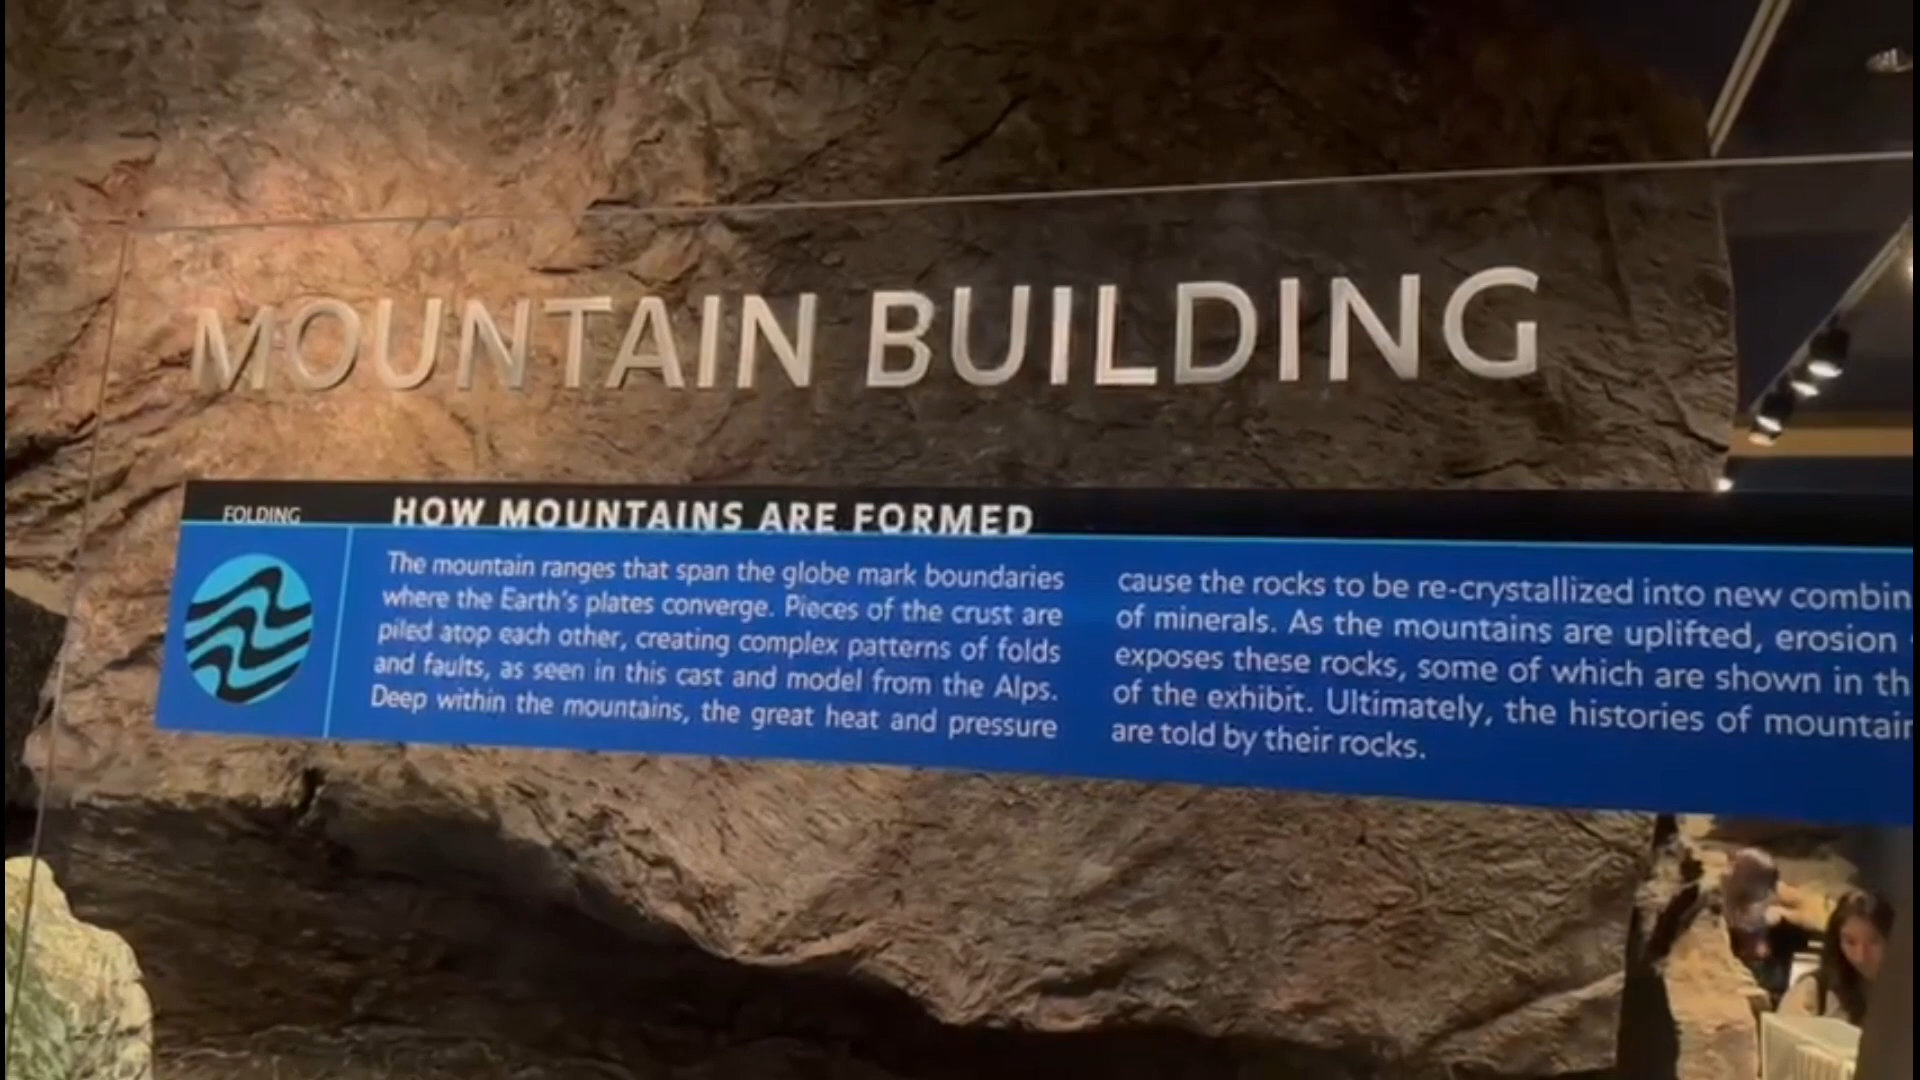 MOUNTAIN BUILDING
FOLDING
HOW MOUNTAINS ARE FORMED
The mountain ranges that span the globe mark boundaries
where the Earth's plates converge. Pieces of the crust are
piled atop each other, creating complex patterns of folds
and faults, as seen in this cast and model from the Alps.
Deep within the mountains, the great heat and pressure
cause the rocks to be re-crystallized into new combin
of minerals. As the mountains are uplifted, erosion
exposes these rocks, some of which are shown in th
of the exhibit. Ultimately, the histories of mountain
are told by their rocks.